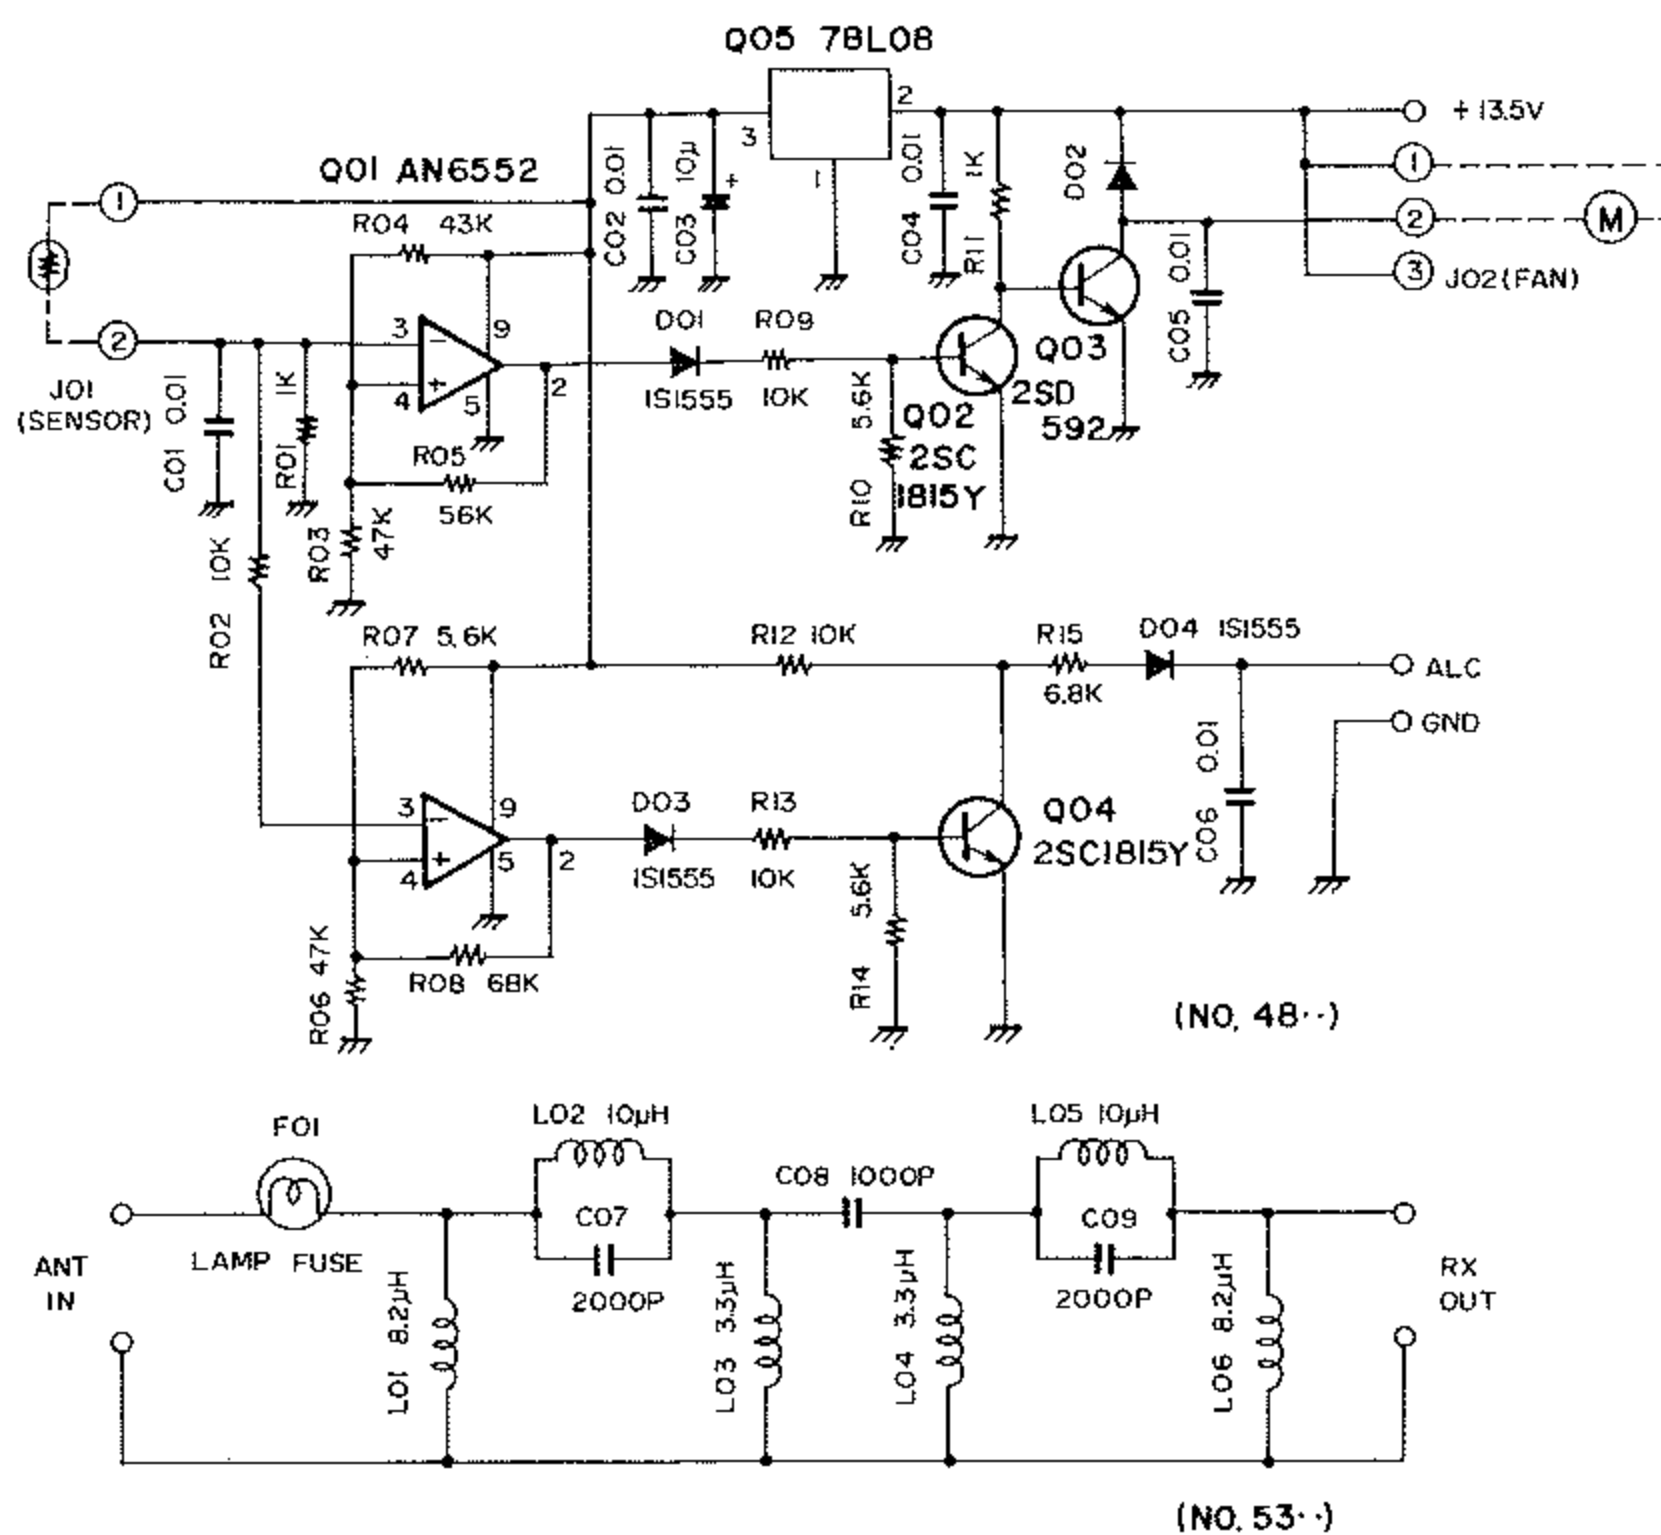 Q05 78L08
3
2
1
+13.5V
1
2
3 J02(FAN)
M
Q01 AN6552
1
2
J01
(SENSOR)
R04 43K
C02 0.01
C03 10μ
+
C04 0.01
R11 1K
D02
C05 0.01
3
4
-
+
9
5
2
D01
1S1555
R09
10K
5.6K
R10
Q02
2SC
1815Y
Q03
2SD
592
C01 0.01
R01 1K
R05
56K
R03 47K
R02 10K
R07 5.6K
R12 10K
R15
6.8K
D04 1S1555
ALC
GND
3
4
-
+
9
5
2
D03
1S1555
R13
10K
Q04
2SC1815Y
C06 0.01
5.6K
R14
R06 47K
R08 68K
(NO. 48··)
F01
LAMP FUSE
L02 10μH
C07
2000P
C08 1000P
L05 10μH
C09
2000P
ANT
IN
L01 8.2μH
L03 3.3μH
L04 3.3μH
L06 8.2μH
RX
OUT
(NO. 53··)